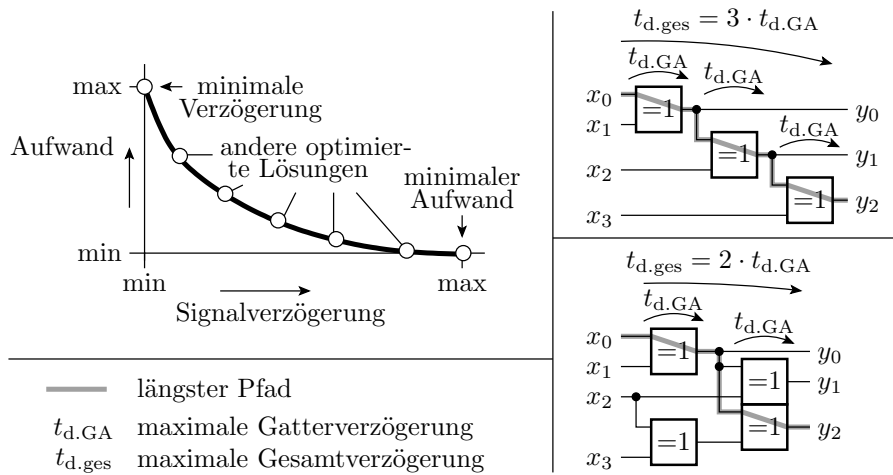 max
minimale
Verzögerung
Aufwand
andere optimier-
te Lösungen
minimaler
Aufwand
min
min
max
Signalverzögerung
längster Pfad
t_d.GA maximale Gatterverzögerung
t_d.ges maximale Gesamtverzögerung
t_d.ges = 3 · t_d.GA
t_d.GA
t_d.GA
x_0
=1
y_0
x_1
t_d.GA
=1
y_1
x_2
=1
y_2
x_3
t_d.ges = 2 · t_d.GA
t_d.GA
t_d.GA
x_0
=1
y_0
x_1
=1
y_1
x_2
=1
y_2
=1
x_3